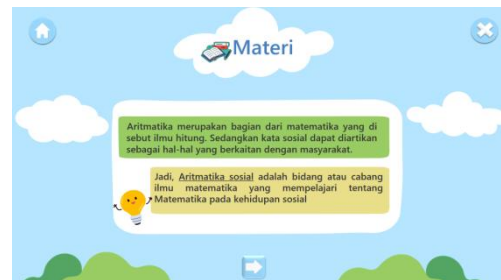 Materi
Aritmatika merupakan bagian dari matematika yang di
sebut ilmu hitung. Sedangkan kata sosial dapat diartikan
sebagai hal-hal yang berkaitan dengan masyarakat.
Jadi, Aritmatika sosial adalah bidang atau cabang
ilmu matematika yang mempelajari tentang
Matematika pada kehidupan sosial